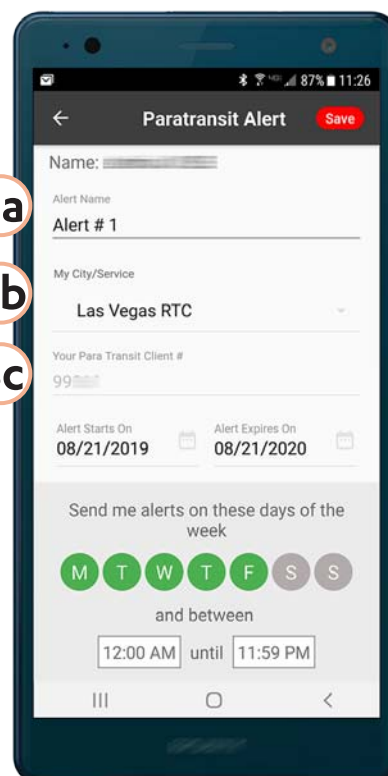 87% 11:26
Paratransit Alert Save
Name:
Alert Name
a
Alert # 1
My City/Service
b
Las Vegas RTC
Your Para Transit Client #
c
99
Alert Starts On Alert Expires On
08/21/2019 08/21/2020
Send me alerts on these days of the
week
M T W T F S S
and between
12:00 AM until 11:59 PM